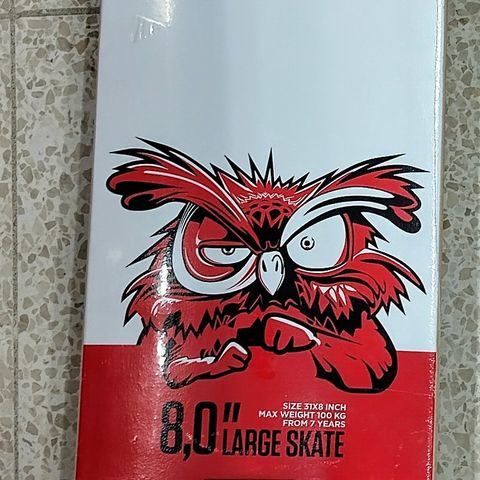 SIZE 31X8 INCH
MAX WEIGHT 100 KG
FROM 7 YEARS
8,0" LARGE SKATE